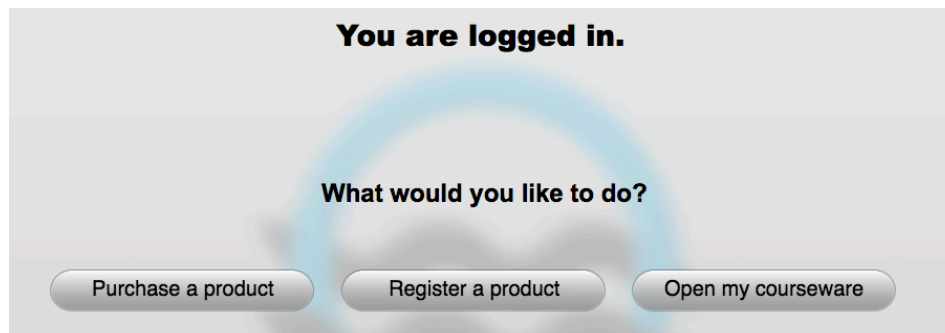 You are logged in.
What would you like to do?
Purchase a product
Register a product
Open my courseware